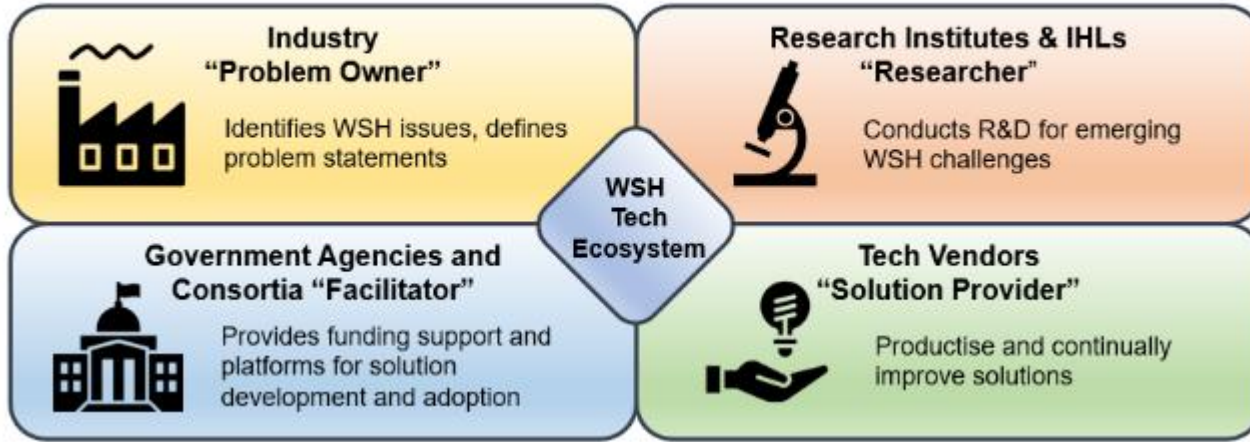 Industry
“Problem Owner”
Identifies WSH issues, defines
problem statements
Research Institutes & IHLs
“Researcher”
Conducts R&D for emerging
WSH challenges
WSH
Tech
Ecosystem
Government Agencies and
Consortia “Facilitator”
Provides funding support and
platforms for solution
development and adoption
Tech Vendors
“Solution Provider”
Productise and continually
improve solutions